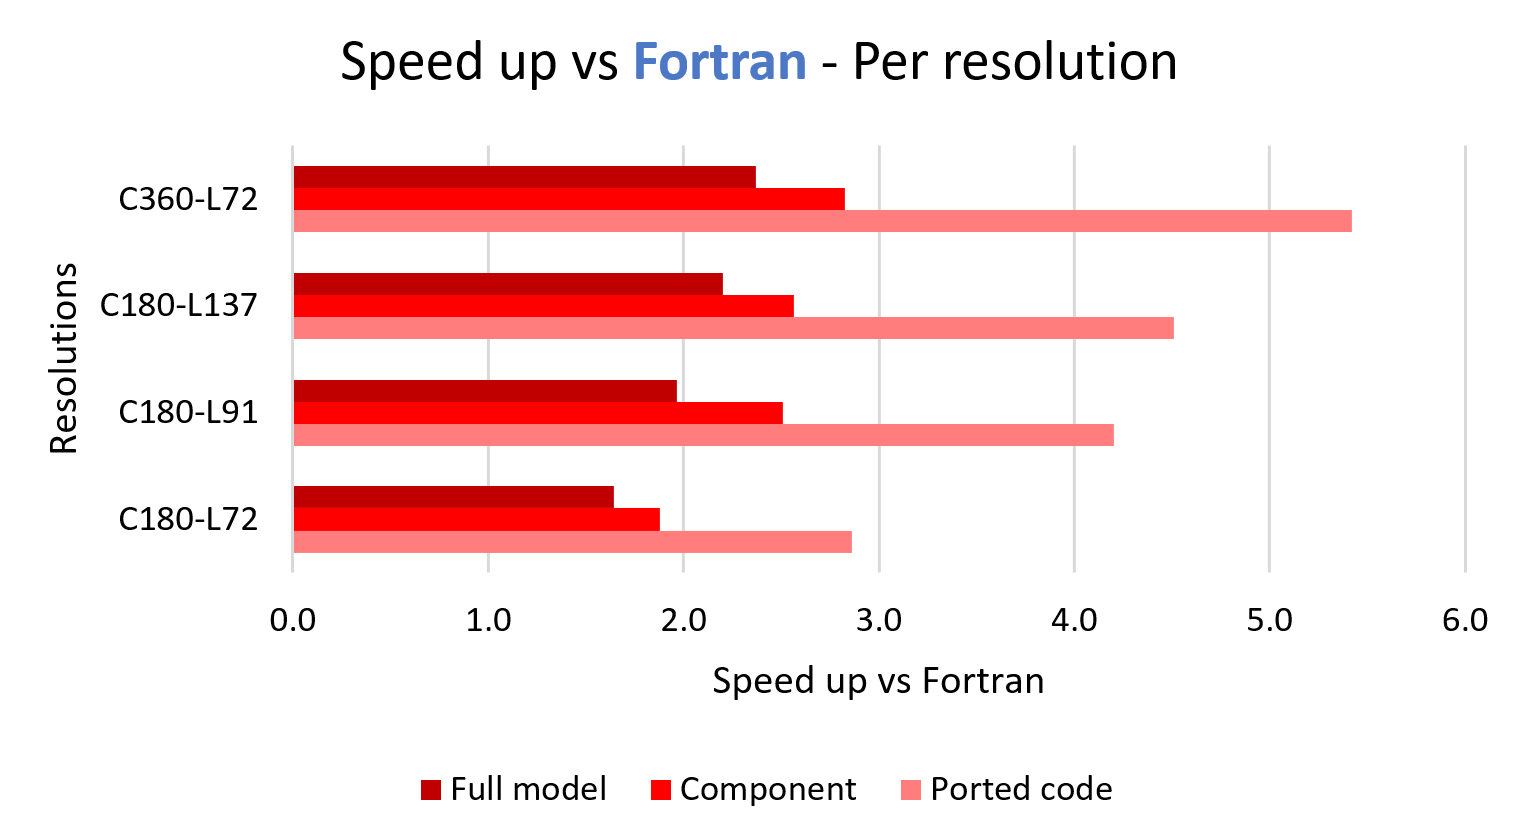 Speed up vs Fortran - Per resolution
C360-L72
C180-L137
C180-L91
C180-L72
Resolutions
0.0 1.0 2.0 3.0 4.0 5.0 6.0
Speed up vs Fortran
Full model Component Ported code